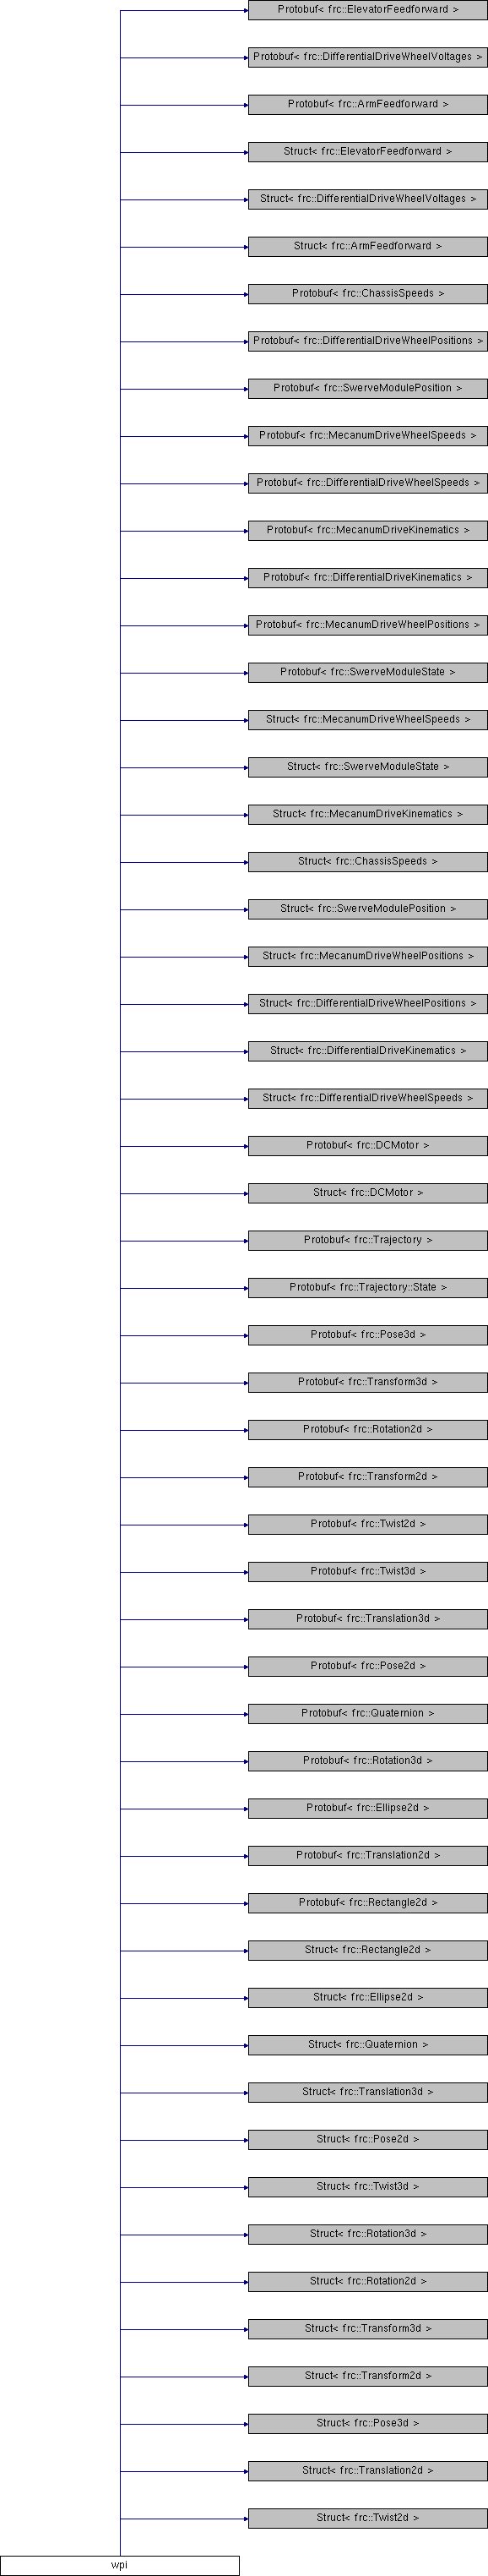 Protobuf< frc::ElevatorFeedforward >
Protobuf< frc::DifferentialDriveWheelVoltages >
Protobuf< frc::ArmFeedforward >
Struct< frc::ElevatorFeedforward >
Struct< frc::DifferentialDriveWheelVoltages >
Struct< frc::ArmFeedforward >
Protobuf< frc::ChassisSpeeds >
Protobuf< frc::DifferentialDriveWheelPositions >
Protobuf< frc::SwerveModulePosition >
Protobuf< frc::MecanumDriveWheelSpeeds >
Protobuf< frc::DifferentialDriveWheelSpeeds >
Protobuf< frc::MecanumDriveKinematics >
Protobuf< frc::DifferentialDriveKinematics >
Protobuf< frc::MecanumDriveWheelPositions >
Protobuf< frc::SwerveModuleState >
Struct< frc::MecanumDriveWheelSpeeds >
Struct< frc::SwerveModuleState >
Struct< frc::MecanumDriveKinematics >
Struct< frc::ChassisSpeeds >
Struct< frc::SwerveModulePosition >
Struct< frc::MecanumDriveWheelPositions >
Struct< frc::DifferentialDriveWheelPositions >
Struct< frc::DifferentialDriveKinematics >
Struct< frc::DifferentialDriveWheelSpeeds >
Protobuf< frc::DCMotor >
Struct< frc::DCMotor >
Protobuf< frc::Trajectory >
Protobuf< frc::Trajectory::State >
Protobuf< frc::Pose3d >
Protobuf< frc::Transform3d >
Protobuf< frc::Rotation2d >
Protobuf< frc::Transform2d >
Protobuf< frc::Twist2d >
Protobuf< frc::Twist3d >
Protobuf< frc::Translation3d >
Protobuf< frc::Pose2d >
Protobuf< frc::Quaternion >
Protobuf< frc::Rotation3d >
Protobuf< frc::Ellipse2d >
Protobuf< frc::Translation2d >
Protobuf< frc::Rectangle2d >
Struct< frc::Rectangle2d >
Struct< frc::Ellipse2d >
Struct< frc::Quaternion >
Struct< frc::Translation3d >
Struct< frc::Pose2d >
Struct< frc::Twist3d >
Struct< frc::Rotation3d >
Struct< frc::Rotation2d >
Struct< frc::Transform3d >
Struct< frc::Transform2d >
Struct< frc::Pose3d >
Struct< frc::Translation2d >
Struct< frc::Twist2d >
wpi